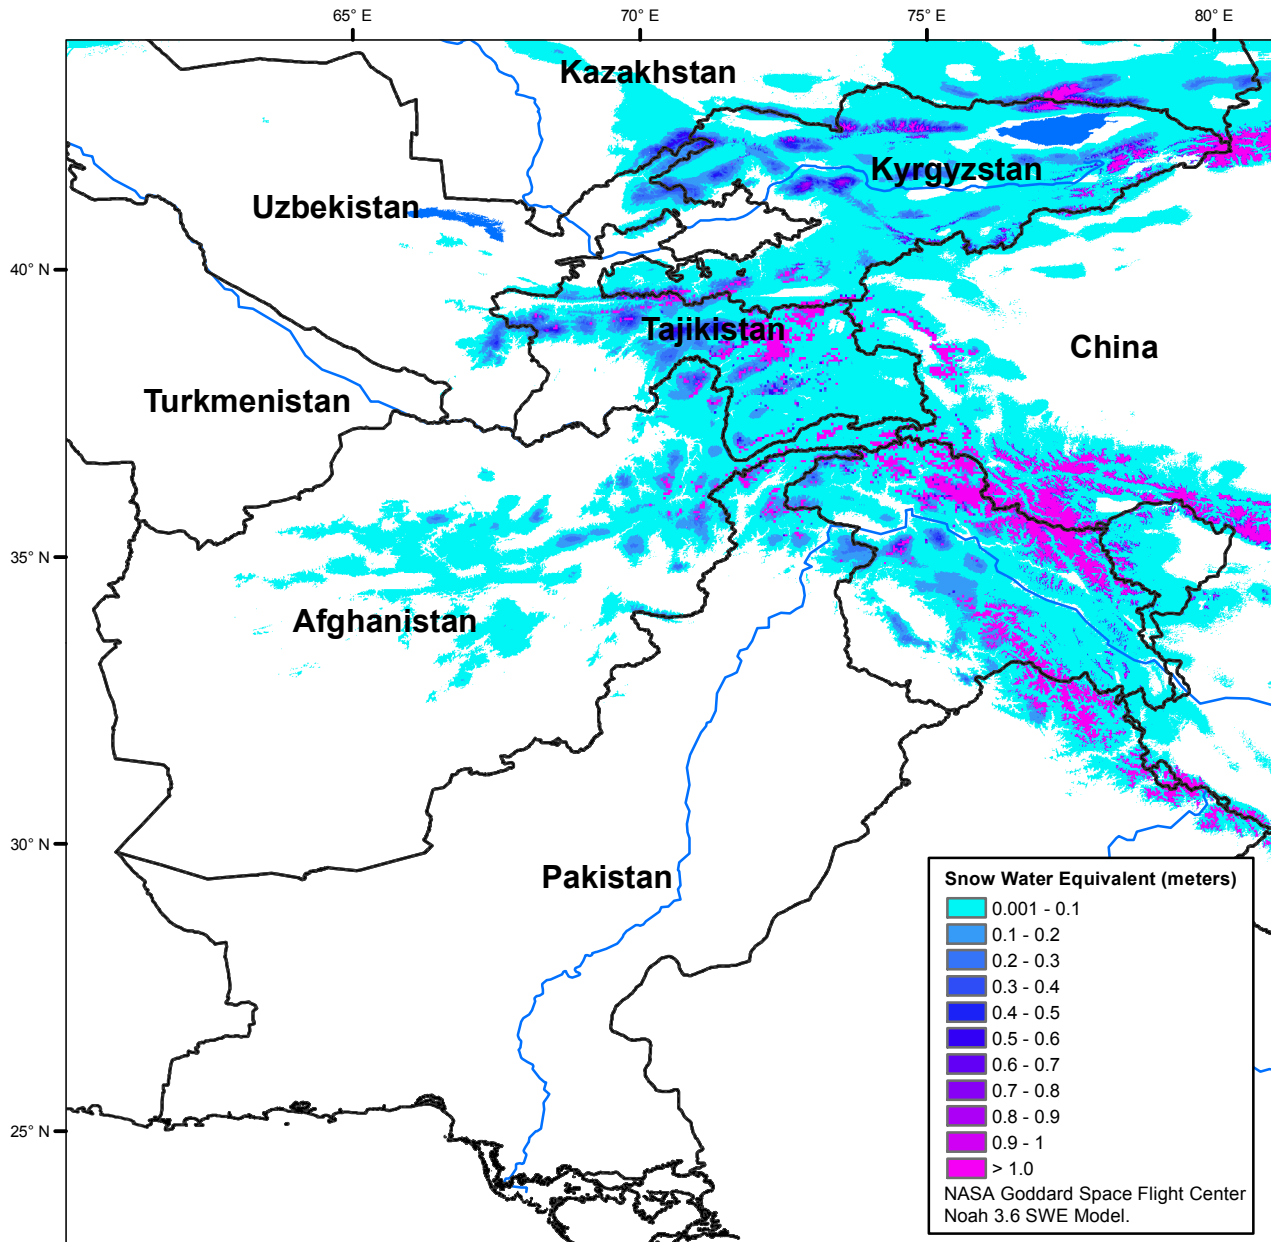 65° E
70° E
75° E
80° E
Kazakhstan
Kyrgyzstan
Uzbekistan
40° N
Tajikistan
China
Turkmenistan
35° N
Afghanistan
30° N
Pakistan
25° N
Snow Water Equivalent (meters)
0.001 - 0.1
0.1 - 0.2
0.2 - 0.3
0.3 - 0.4
0.4 - 0.5
0.5 - 0.6
0.6 - 0.7
0.7 - 0.8
0.8 - 0.9
0.9 - 1
> 1.0
NASA Goddard Space Flight Center
Noah 3.6 SWE Model.